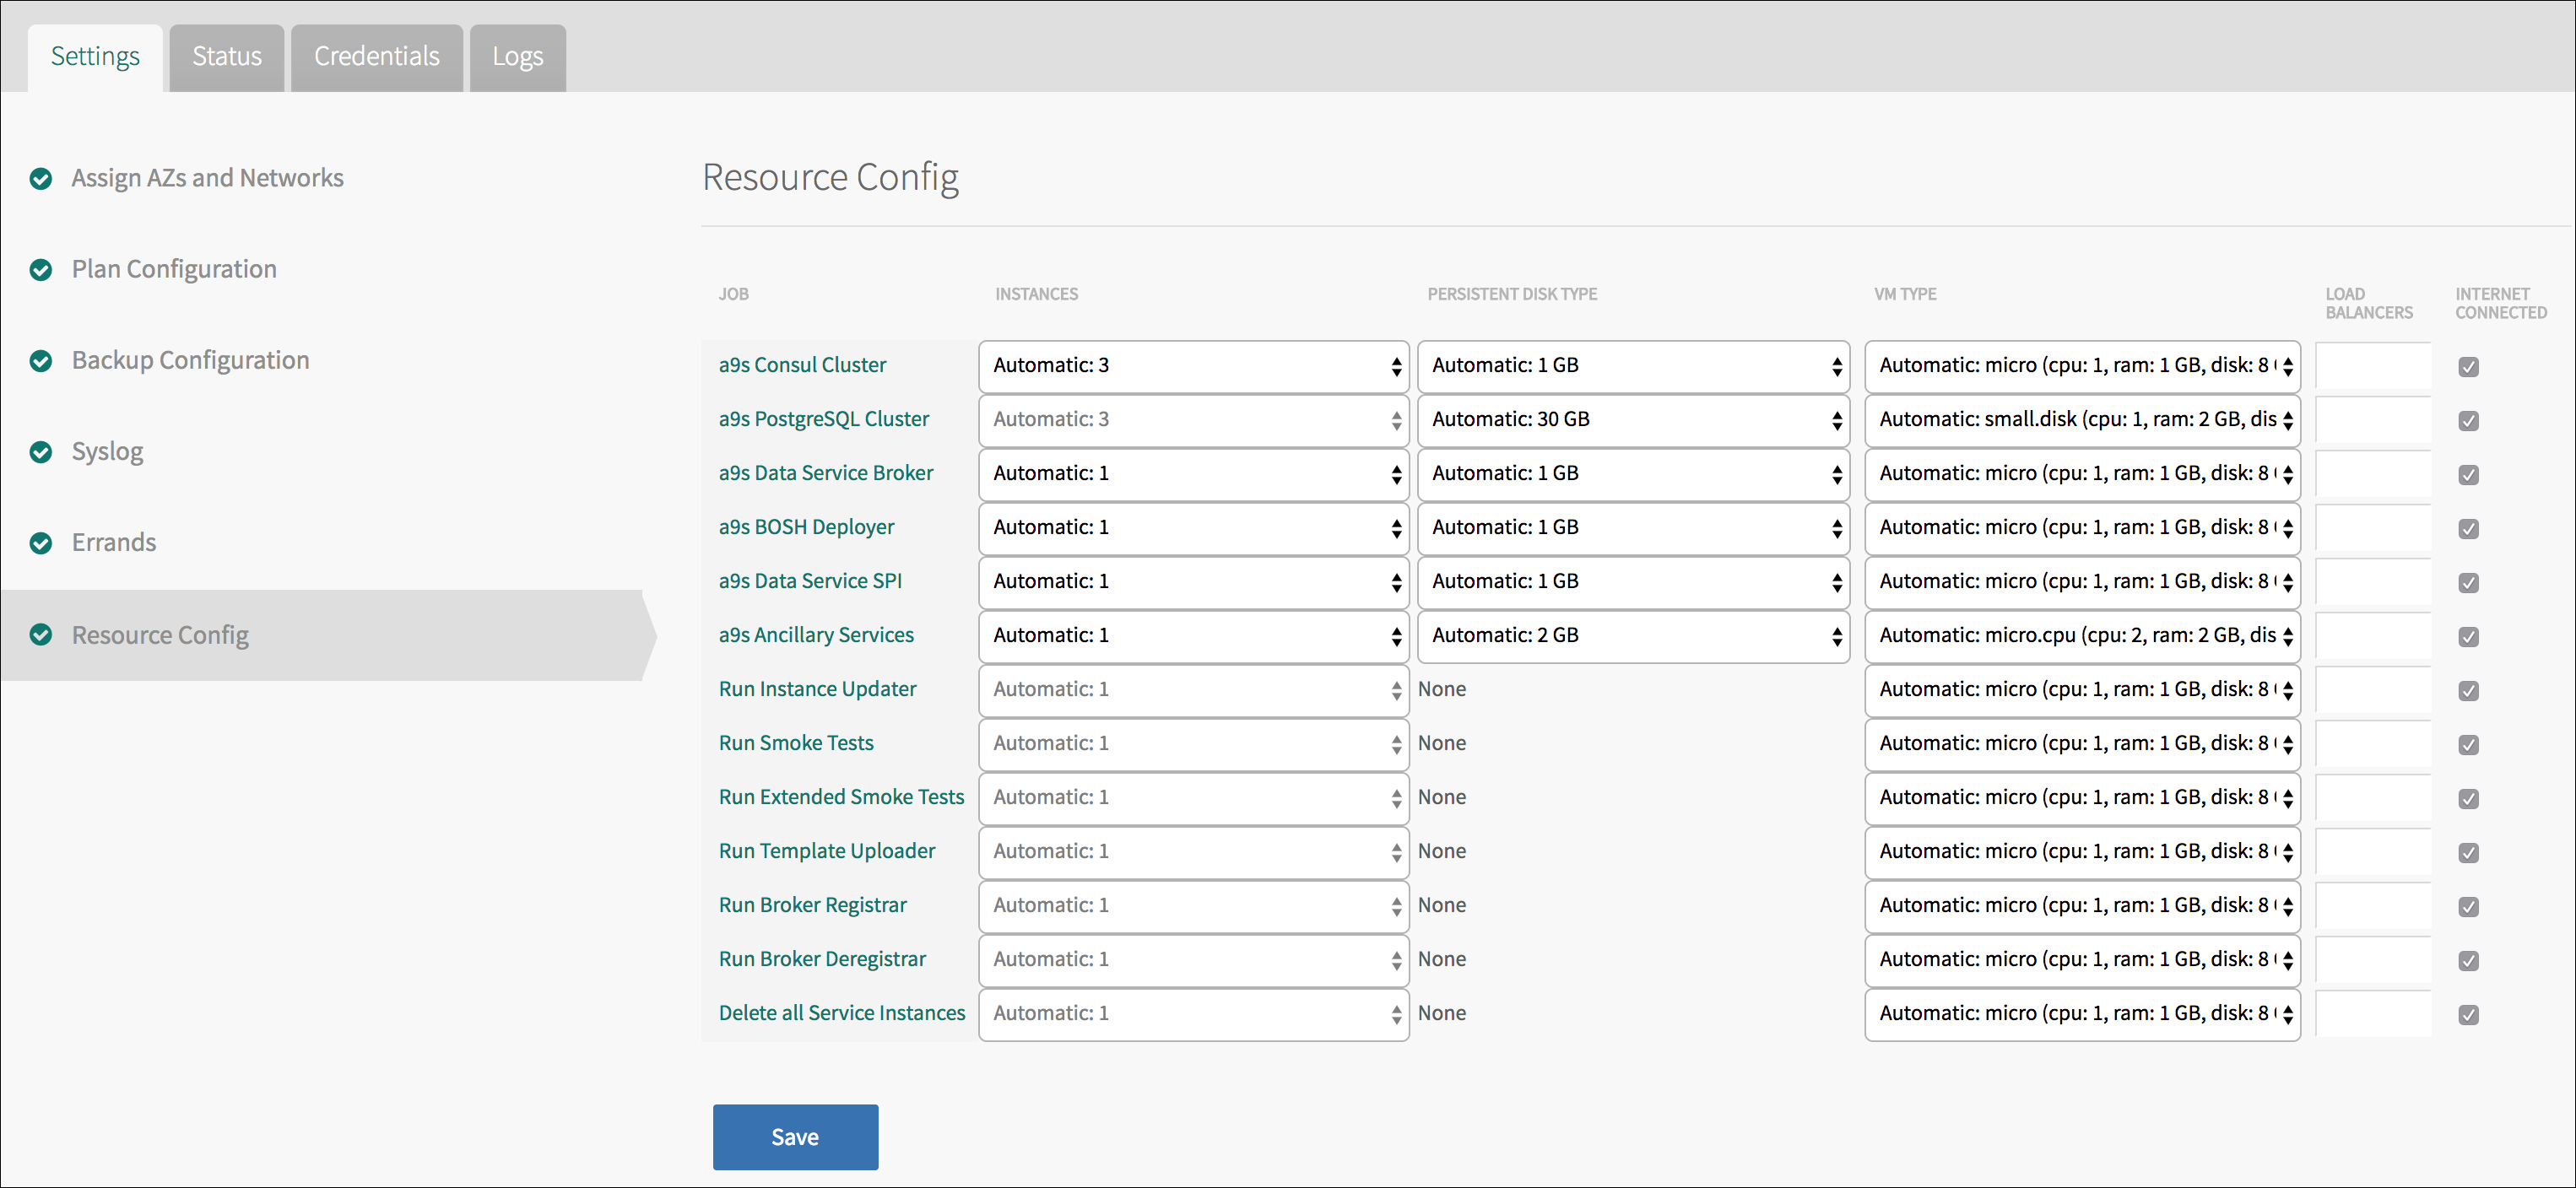 Settings
Status
Credentials
Logs
Assign AZs and Networks
Plan Configuration
Backup Configuration
Syslog
Errands
Resource Config
Resource Config
JOB INSTANCES PERSISTENT DISK TYPE VM TYPE LOAD BALANCERS INTERNET CONNECTED
a9s Consul Cluster Automatic: 3 Automatic: 1 GB Automatic: micro (cpu: 1, ram: 1 GB, disk: 8
a9s PostgreSQL Cluster Automatic: 3 Automatic: 30 GB Automatic: small.disk (cpu: 1, ram: 2 GB, dis
a9s Data Service Broker Automatic: 1 Automatic: 1 GB Automatic: micro (cpu: 1, ram: 1 GB, disk: 8
a9s BOSH Deployer Automatic: 1 Automatic: 1 GB Automatic: micro (cpu: 1, ram: 1 GB, disk: 8
a9s Data Service SPI Automatic: 1 Automatic: 1 GB Automatic: micro (cpu: 1, ram: 1 GB, disk: 8
a9s Ancillary Services Automatic: 1 Automatic: 2 GB Automatic: micro.cpu (cpu: 2, ram: 2 GB, dis
Run Instance Updater Automatic: 1 None Automatic: micro (cpu: 1, ram: 1 GB, disk: 8
Run Smoke Tests Automatic: 1 None Automatic: micro (cpu: 1, ram: 1 GB, disk: 8
Run Extended Smoke Tests Automatic: 1 None Automatic: micro (cpu: 1, ram: 1 GB, disk: 8
Run Template Uploader Automatic: 1 None Automatic: micro (cpu: 1, ram: 1 GB, disk: 8
Run Broker Registrar Automatic: 1 None Automatic: micro (cpu: 1, ram: 1 GB, disk: 8
Run Broker Deregistrar Automatic: 1 None Automatic: micro (cpu: 1, ram: 1 GB, disk: 8
Delete all Service Instances Automatic: 1 None Automatic: micro (cpu: 1, ram: 1 GB, disk: 8
Save